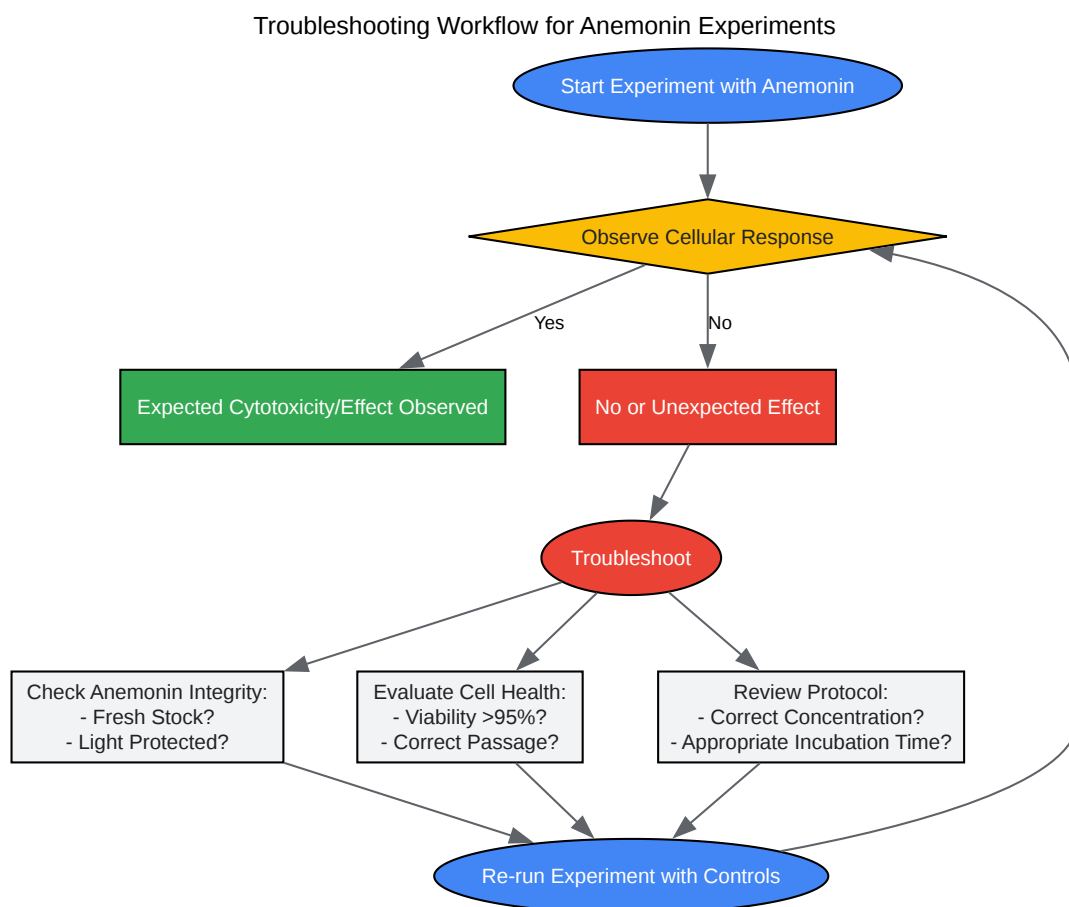 Troubleshooting Workflow for Anemonin Experiments
Start Experiment with Anemonin
Observe Cellular Response
Yes
No
Expected Cytotoxicity/Effect Observed
No or Unexpected Effect
Troubleshoot
Check Anemonin Integrity:
- Fresh Stock?
- Light Protected?
Evaluate Cell Health:
- Viability >95%?
- Correct Passage?
Review Protocol:
- Correct Concentration?
- Appropriate Incubation Time?
Re-run Experiment with Controls